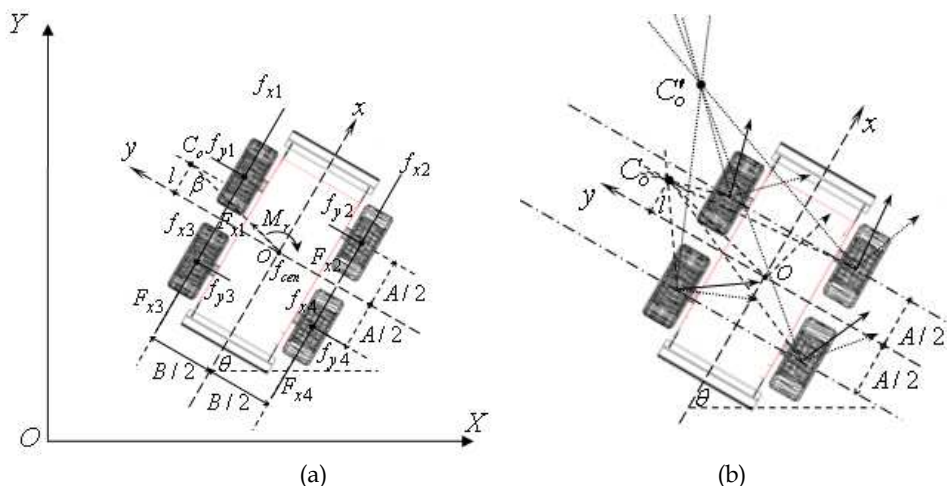 Y
f_{x1}
x
y
C_o
f_{y1}
f_{x2}
l
β
f_{x3}
F_{x1}
M_r
f_{y2}
O
F_{x2}
f_{cen}
F_{x3}
f_{y3}
f_{x4}
A/2
A/2
f_{y4}
B/2
θ
B/2
F_{x4}
O
X
(a)
C_o''
x
C_o
y
l
O
A/2
A/2
θ
(b)